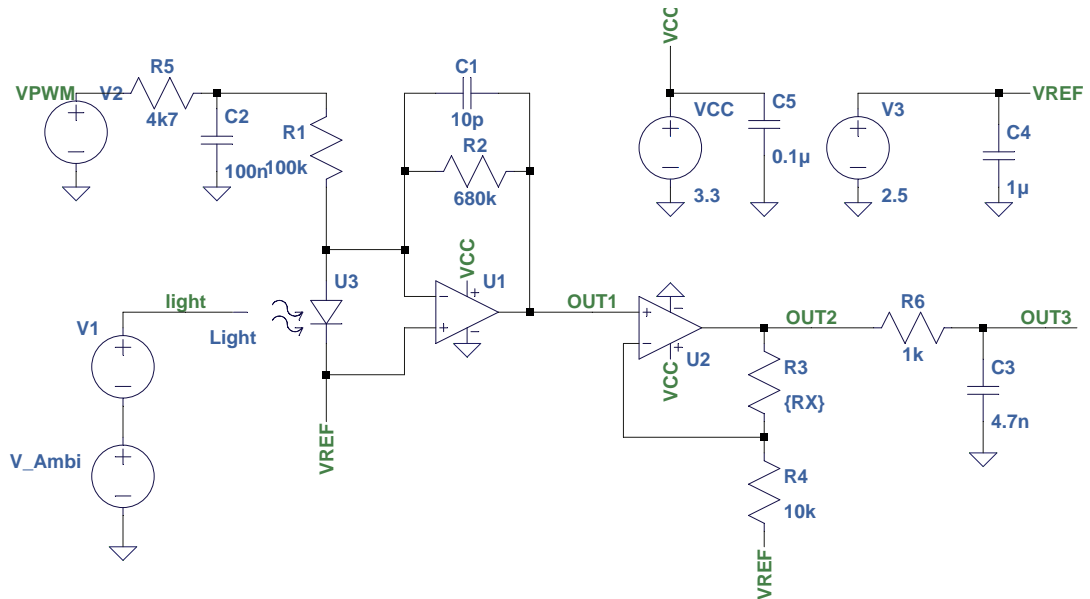 VCC
R5
VPWM
V2
4k7
C2
100n
R1
100k
C1
10p
R2
680k
VCC
C5
0.1µ
3.3
V3
2.5
VREF
C4
1µ
light
V1
Light
U3
VCC
U1
OUT1
VCC
U2
OUT2
R6
1k
OUT3
R3
{RX}
C3
4.7n
V_Ambi
VREF
R4
10k
VREF